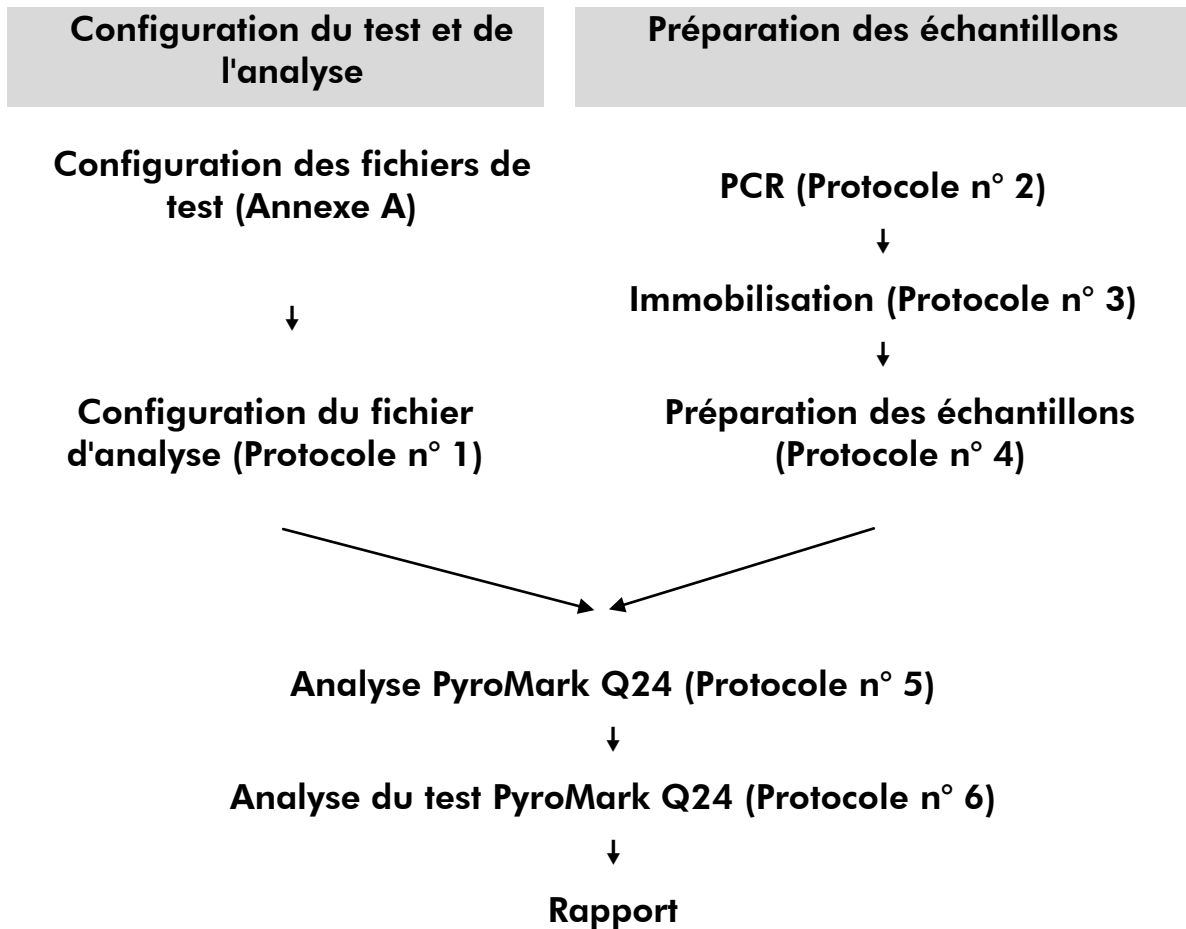 Configuration du test et de
l'analyse
Configuration des fichiers de
test (Annexe A)
Configuration du fichier
d'analyse (Protocole n° 1)
Préparation des échantillons
PCR (Protocole n° 2)
Immobilisation (Protocole n° 3)
Préparation des échantillons
(Protocole n° 4)
Analyse PyroMark Q24 (Protocole n° 5)
Analyse du test PyroMark Q24 (Protocole n° 6)
Rapport